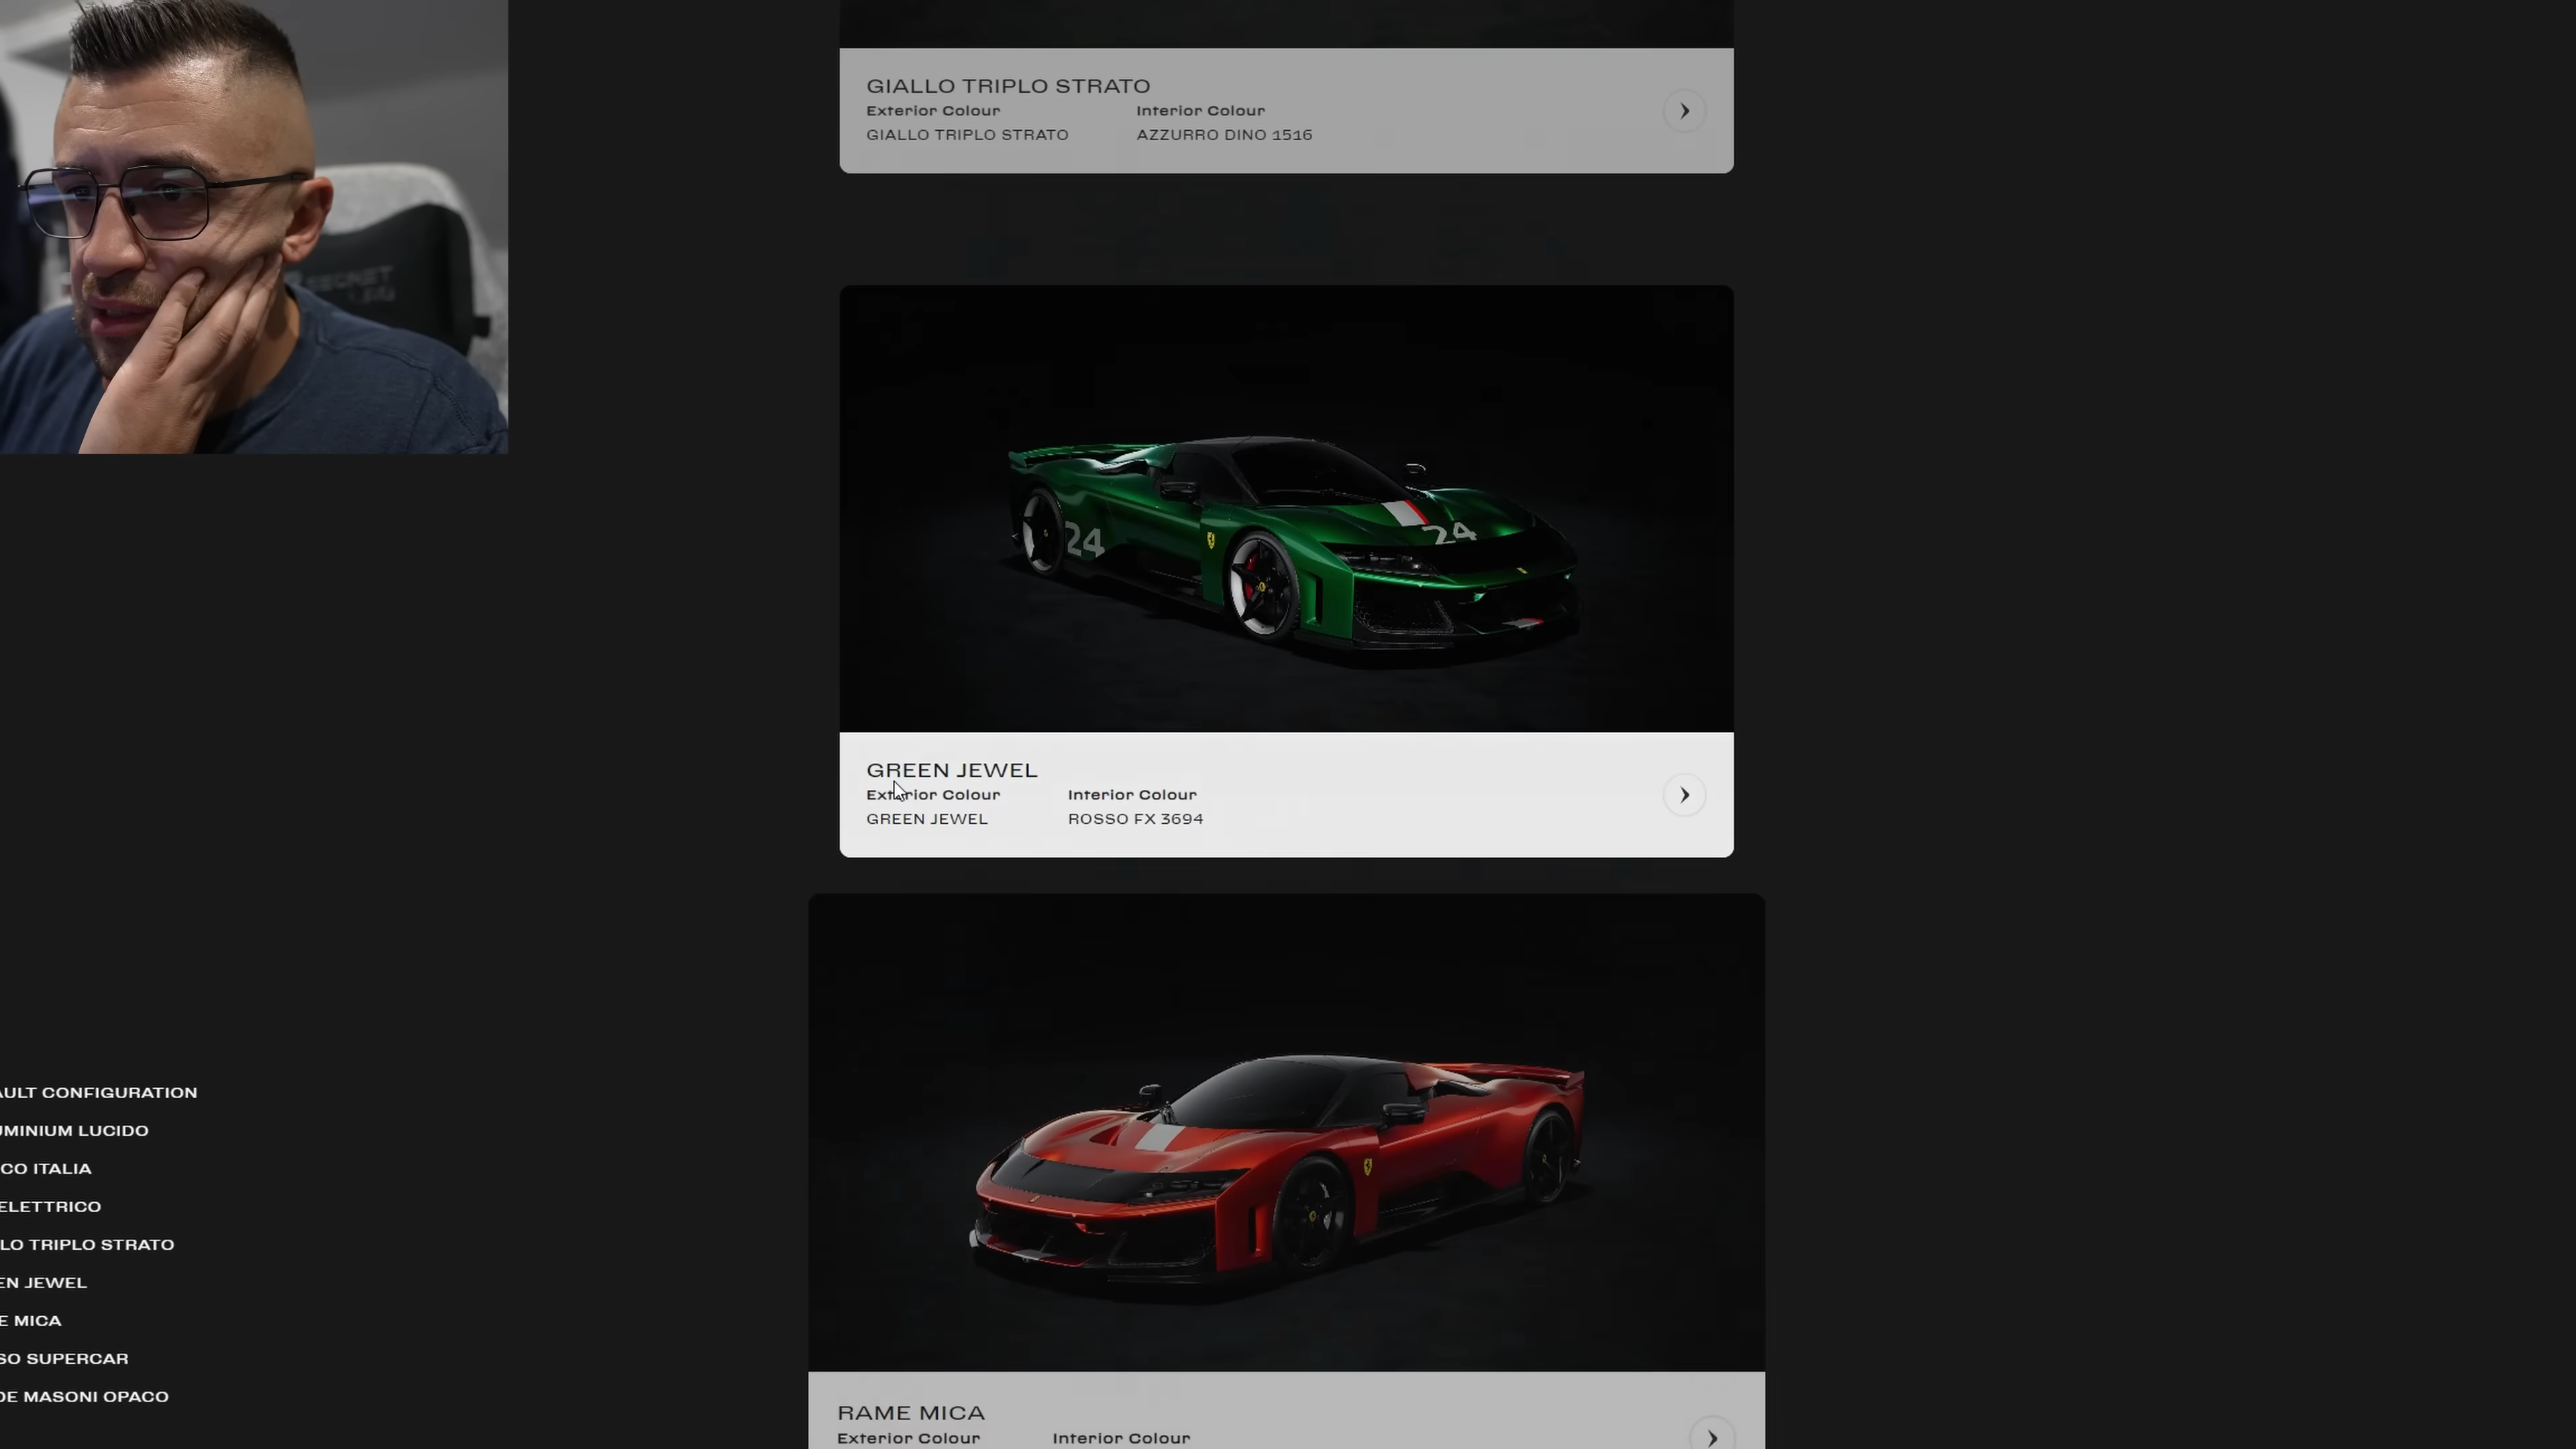 GIALLO TRIPLO STRATO
Exterior Colour Interior Colour
GIALLO TRIPLO STRATO AZZURRO DINO 1516
SECRET
24
24
GREEN JEWEL
Exterior Colour Interior Colour
GREEN JEWEL ROSSO FX 3694
AULT CONFIGURATION
UMINIUM LUCIDO
CO ITALIA
ELETTRICO
LO TRIPLO STRATO
EN JEWEL
E MICA
SO SUPERCAR
DE MASONI OPACO
RAME MICA
Exterior Colour Interior Colour